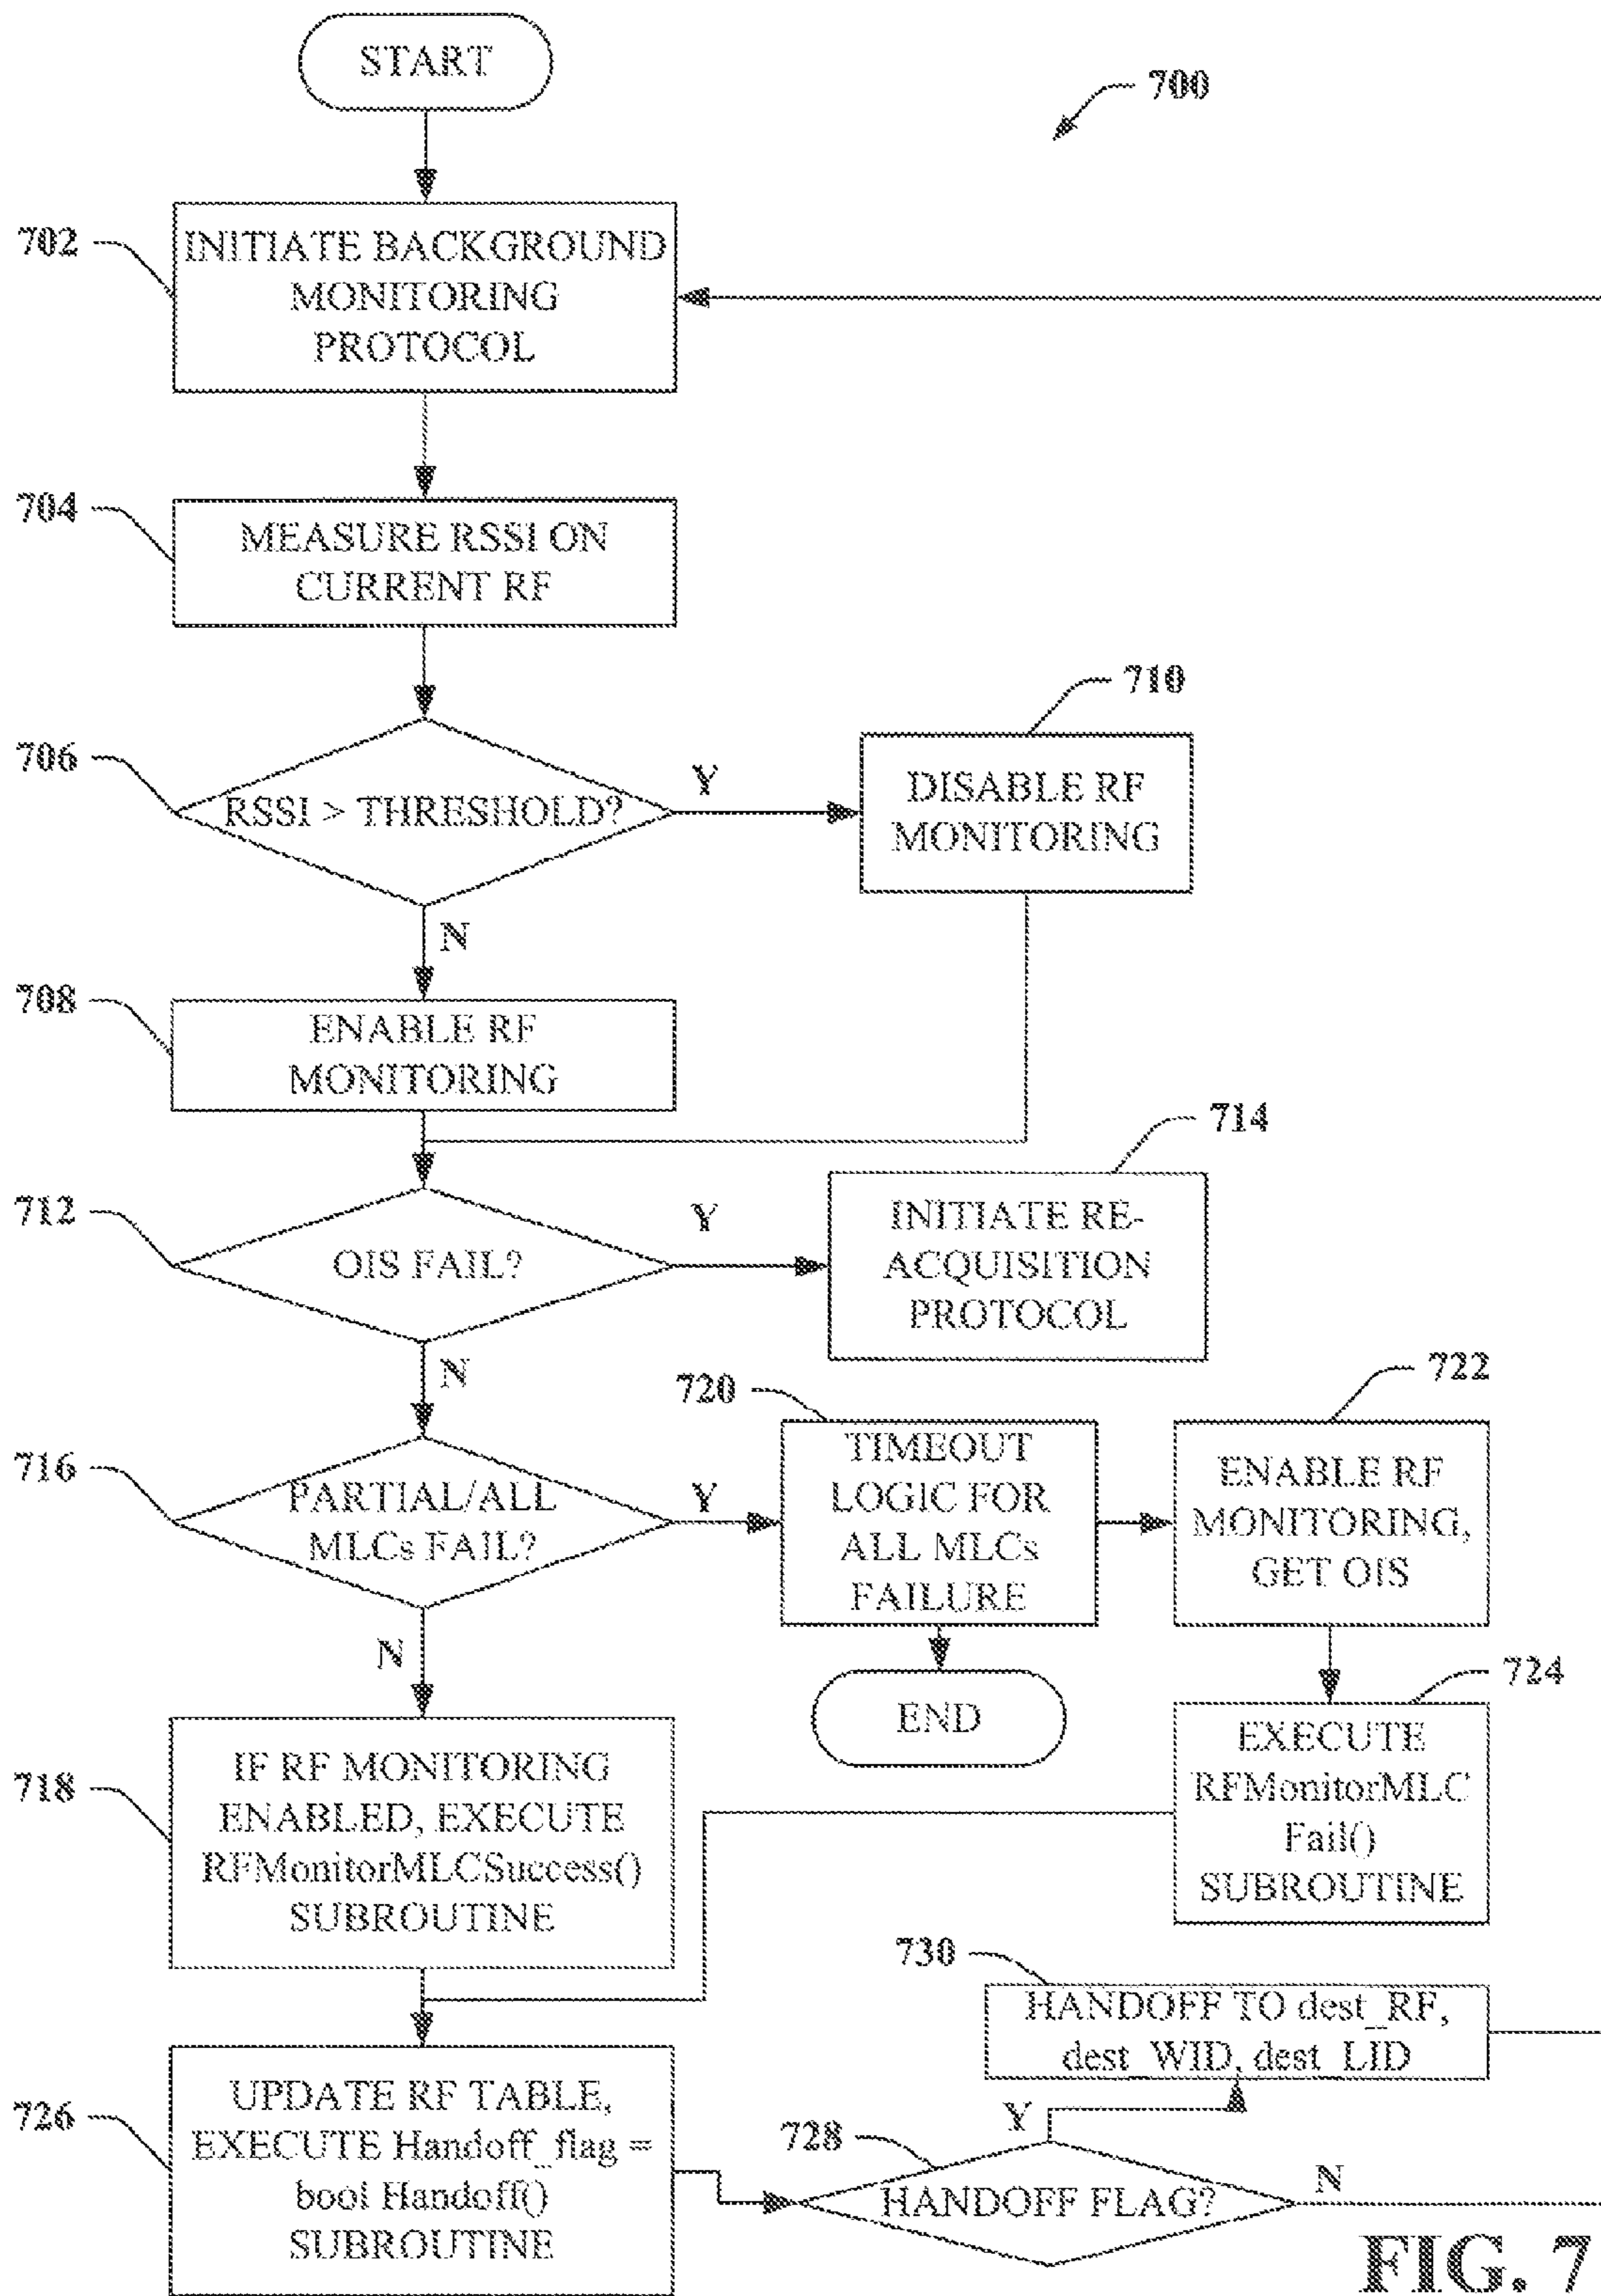 START
700
702
INITIATE BACKGROUND
MONITORING
PROTOCOL
704
MEASURE RSSI ON
CURRENT RF
706
RSSI > THRESHOLD?
Y
710
DISABLE RF
MONITORING
N
708
ENABLE RF
MONITORING
712
OIS FAIL?
Y
714
INITIATE RE-
ACQUISITION
PROTOCOL
N
716
PARTIAL/ALL
MLCs FAIL?
Y
720
TIMEOUT
LOGIC FOR
ALL MLCs
FAILURE
722
ENABLE RF
MONITORING,
GET OIS
N
END
724
EXECUTE
RFMonitorMLC
Fail()
SUBROUTINE
718
IF RF MONITORING
ENABLED, EXECUTE
RFMonitorMLCSuccess()
SUBROUTINE
730
HANDOFF TO dest_RF,
dest_WID, dest_LID
726
UPDATE RF TABLE,
EXECUTE Handoff_flag =
bool Handoff()
SUBROUTINE
728
HANDOFF FLAG?
Y
N
FIG. 7